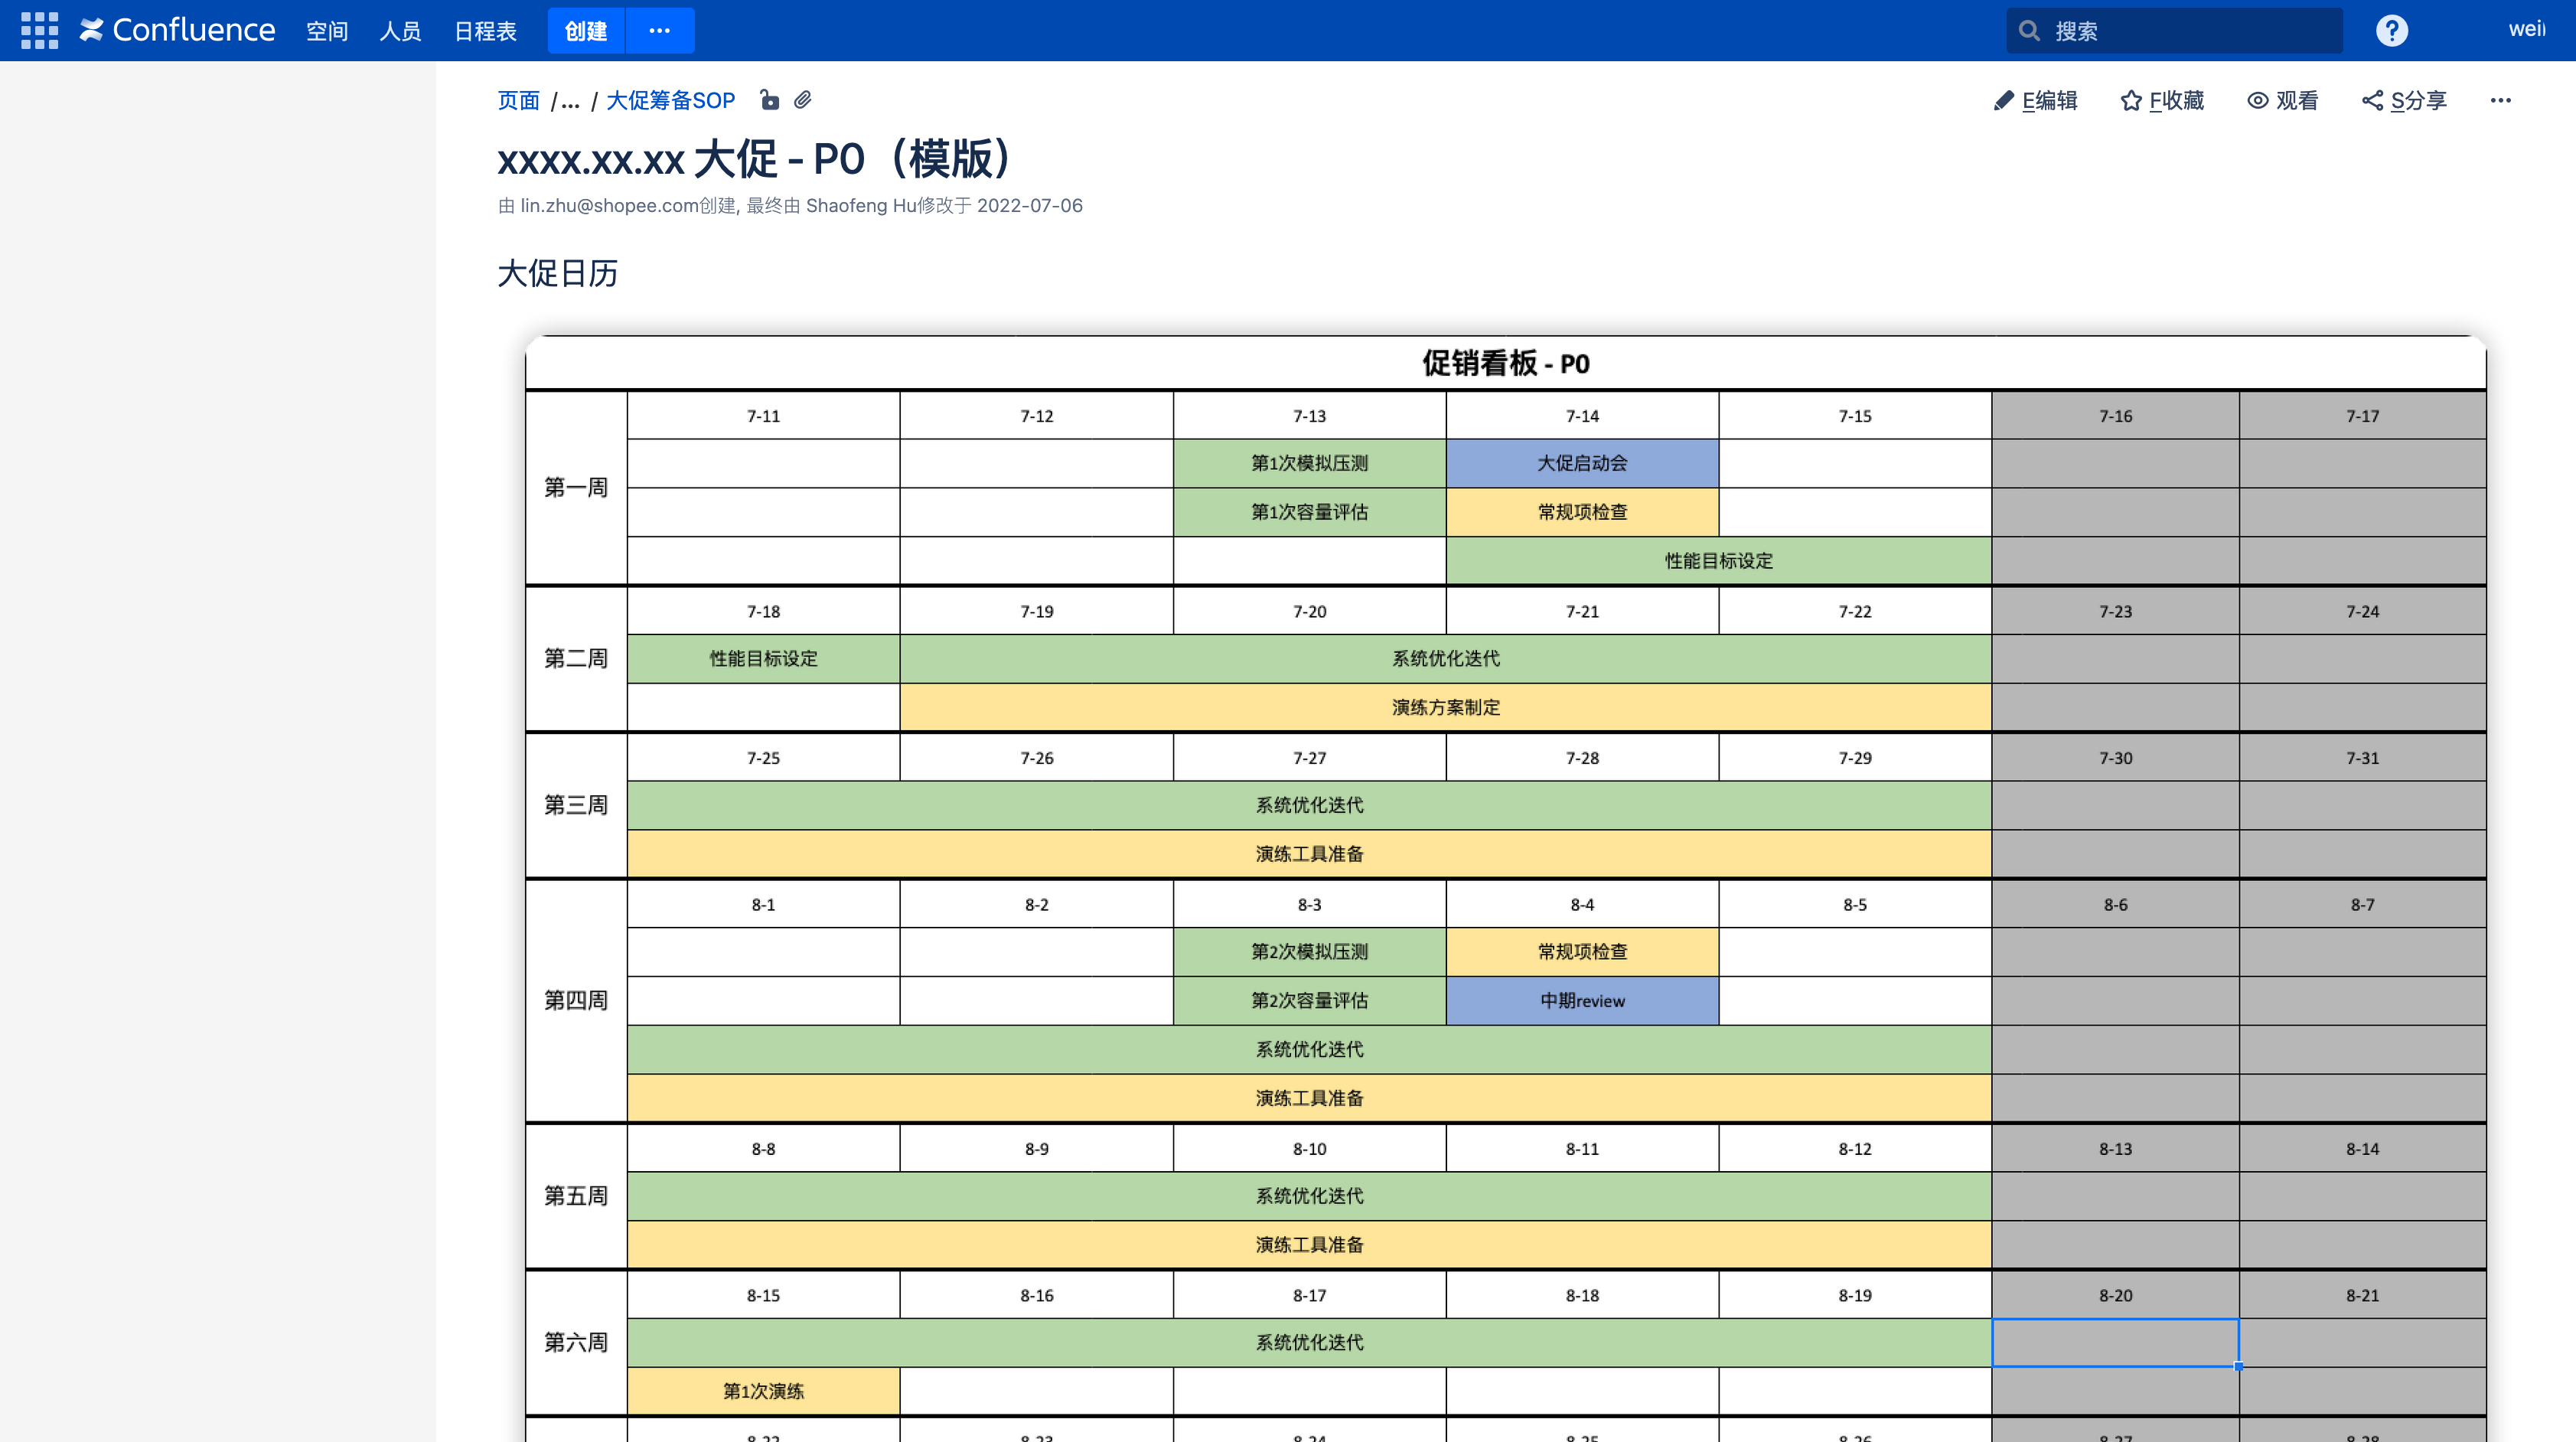 Confluence 空间 人员 日程表 创建 ··· 搜索 ?
页面 /... / 大促筹备SOP E编辑 F收藏 观看 S分享 ···
xxxx.xx.xx 大促 - P0（模版）
由 lin.zhu@shopee.com创建, 最终由 Shaofeng Hu修改于 2022-07-06
大促日历
促销看板 - P0
7-11 7-12 7-13 7-14 7-15 7-16 7-17
第1次模拟压测 大促启动会
第一周
第1次容量评估 常规项检查
性能目标设定
7-18 7-19 7-20 7-21 7-22 7-23 7-24
第二周 性能目标设定 系统优化迭代
演练方案制定
7-25 7-26 7-27 7-28 7-29 7-30 7-31
第三周 系统优化迭代
演练工具准备
8-1 8-2 8-3 8-4 8-5 8-6 8-7
第2次模拟压测 常规项检查
第四周 第2次容量评估 中期review
系统优化迭代
演练工具准备
8-8 8-9 8-10 8-11 8-12 8-13 8-14
第五周 系统优化迭代
演练工具准备
8-15 8-16 8-17 8-18 8-19 8-20 8-21
第六周 系统优化迭代
第1次演练
8-22 8-23 8-24 8-25 8-26 8-27 8-28